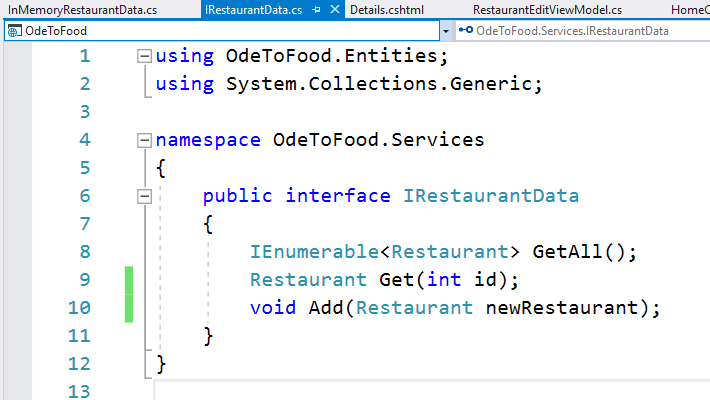 InMemoryRestaurantData.cs IRestaurantData.cs Details.cshtml RestaurantEditViewModel.cs HomeC
OdeToFood OdeToFood.Services.IRestaurantData
1 using OdeToFood.Entities;
2 using System.Collections.Generic;
3
4 namespace OdeToFood.Services
5 {
6 public interface IRestaurantData
7 {
8 IEnumerable<Restaurant> GetAll();
9 Restaurant Get(int id);
10 void Add(Restaurant newRestaurant);
11 }
12 }
13